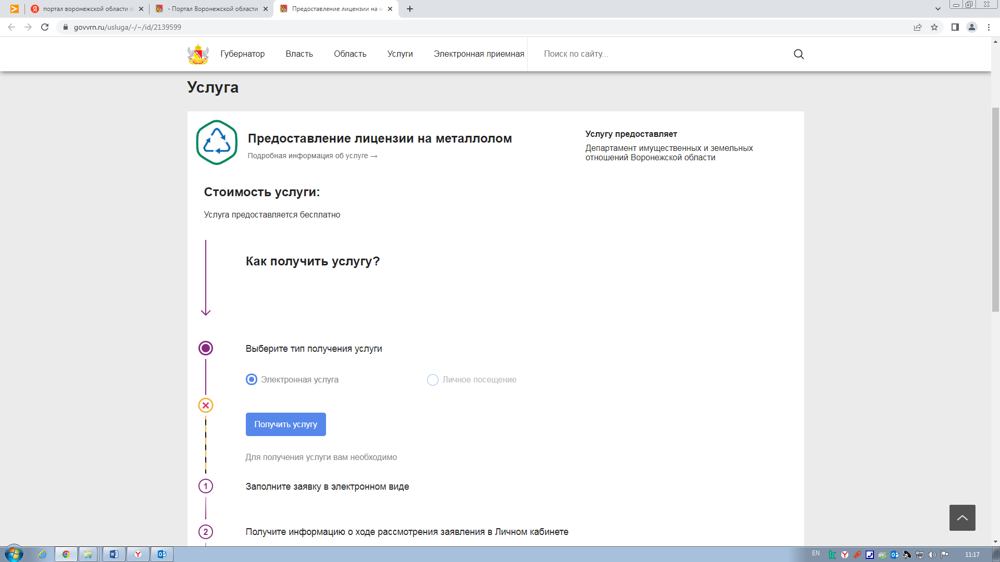 портал воронежской области о
- Портал Воронежской области
Предоставление лицензии на м
govvrn.ru/usluga/-/~/id/2139599
Губернатор Власть Область Услуги Электронная приемная Поиск по сайту...
Услуга
Предоставление лицензии на металлолом
Подробная информация об услуге →
Услугу предоставляет
Департамент имущественных и земельных
отношений Воронежской области
Стоимость услуги:
Услуга предоставляется бесплатно
Как получить услугу?
Выберите тип получения услуги
Электронная услуга Личное посещение
Получить услугу
Для получения услуги вам необходимо
1 Заполните заявку в электронном виде
2 Получите информацию о ходе рассмотрения заявления в Личном кабинете
EN 11:17